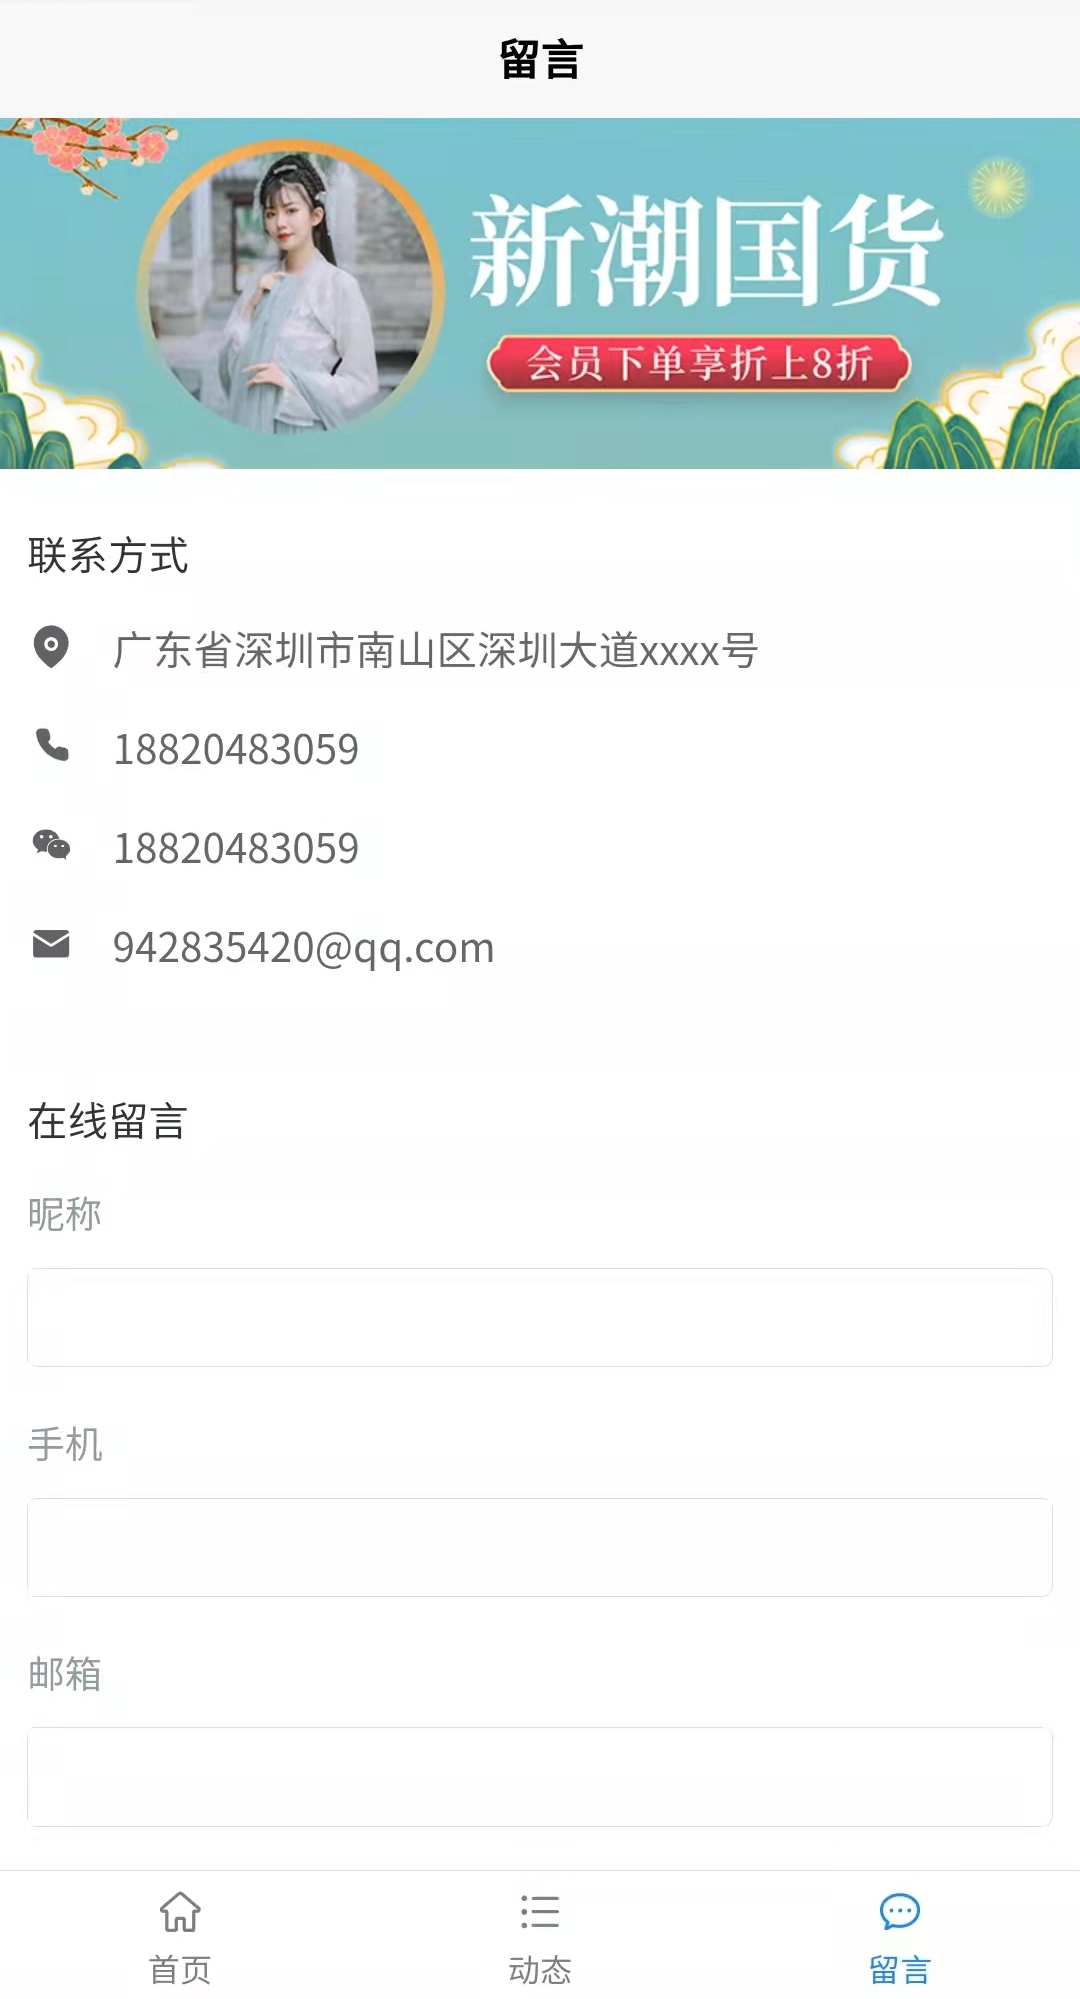 留言
新潮国货
会员下单享折上8折
联系方式
广东省深圳市南山区深圳大道xxxx号
18820483059
18820483059
942835420@qq.com
在线留言
昵称
手机
邮箱
首页
动态
留言